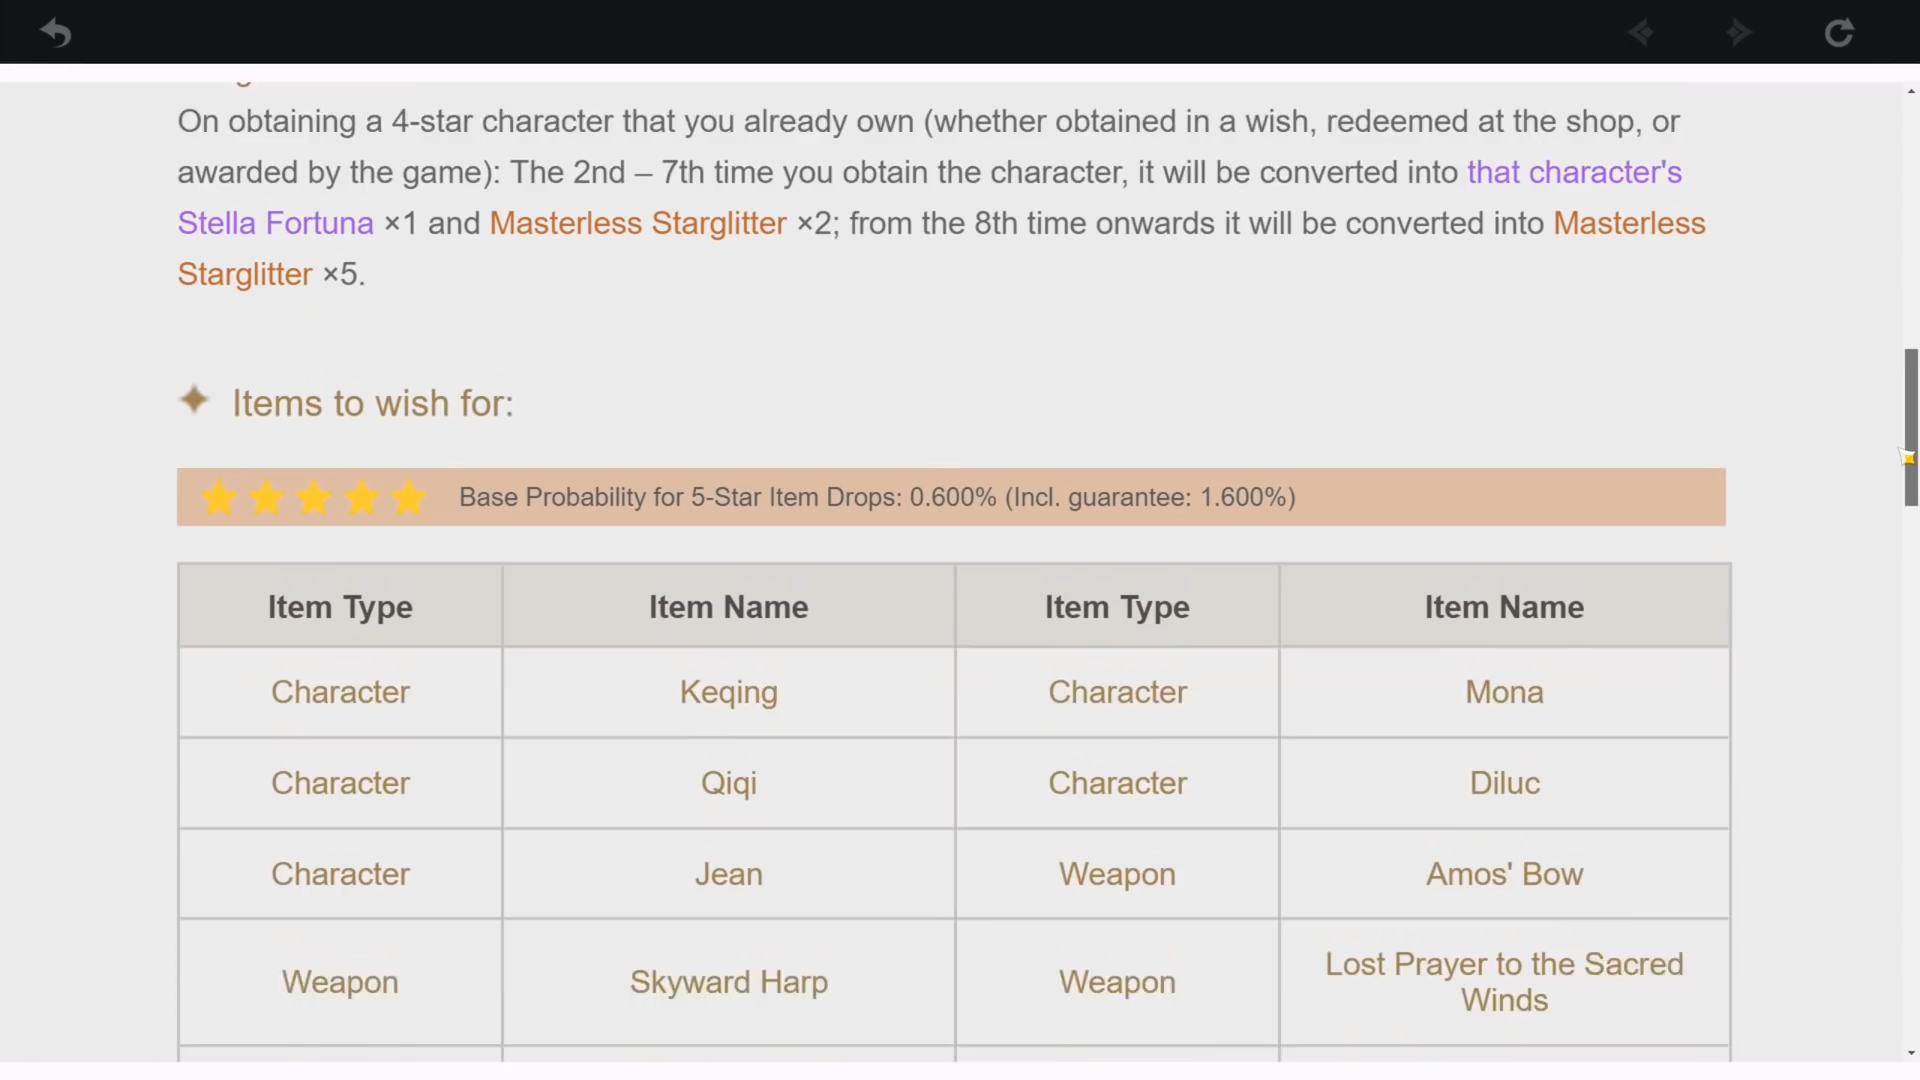 On obtaining a 4-star character that you already own (whether obtained in a wish, redeemed at the shop, or
awarded by the game): The 2nd – 7th time you obtain the character, it will be converted into that character's
Stella Fortuna ×1 and Masterless Starglitter ×2; from the 8th time onwards it will be converted into Masterless
Starglitter ×5.
Items to wish for:
Base Probability for 5-Star Item Drops: 0.600% (Incl. guarantee: 1.600%)
Item Type Item Name Item Type Item Name
Character Keqing Character Mona
Character Qiqi Character Diluc
Character Jean Weapon Amos' Bow
Weapon Skyward Harp Weapon Lost Prayer to the Sacred
Winds